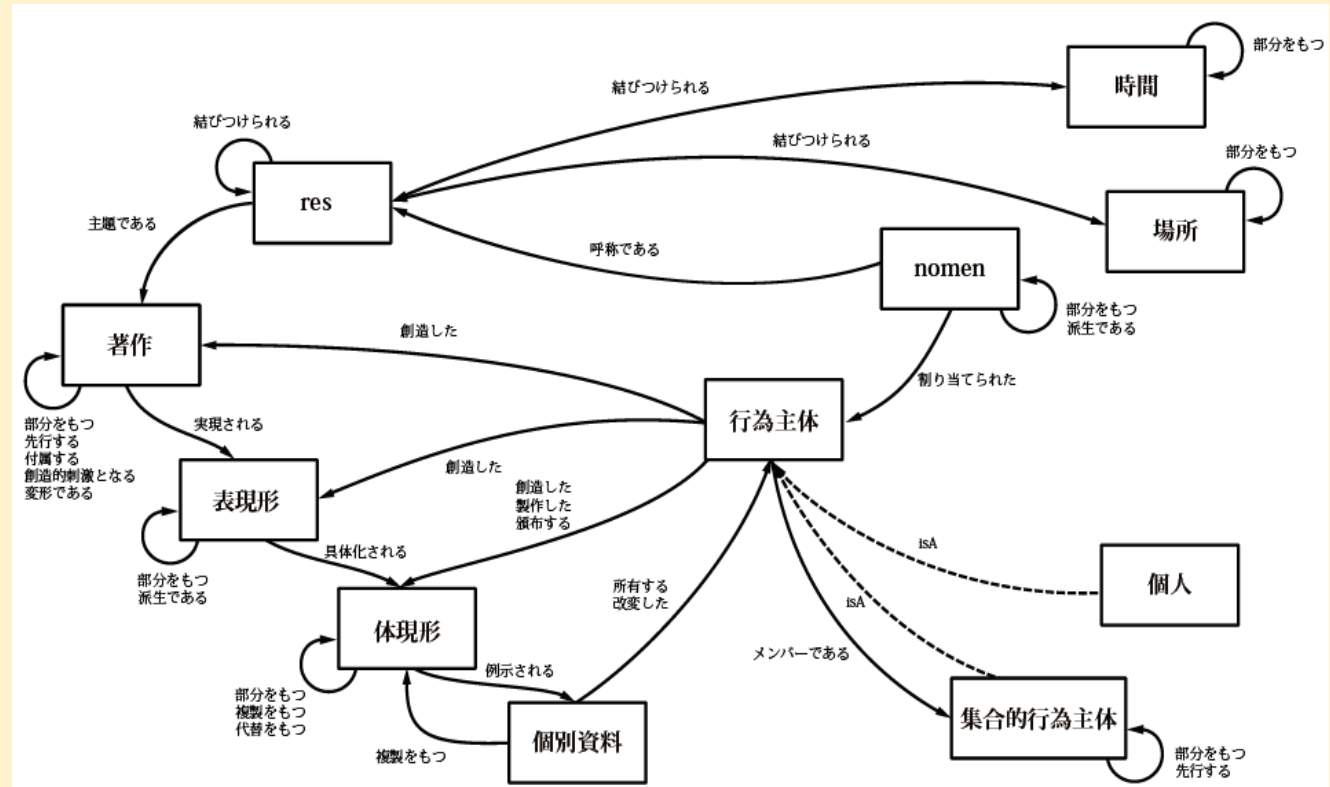 部分をもつ
時間
結びつけられる
結びつけられる
結びつけられる
部分をもつ
res
場所
主題である
呼称である
nomen
部分をもつ
派生である
著作
創造した
割り当てられた
行為主体
部分をもつ
先行する
付属する
創造的刺激となる
変形である
実現される
表現形
創造した
創造した
製作した
頒布する
具体化される
部分をもつ
派生である
isA
個人
所有する
改変した
isA
体現形
メンバーである
例示される
部分をもつ
複製をもつ
代替をもつ
集合的行為主体
個別資料
複製をもつ
部分をもつ
先行する